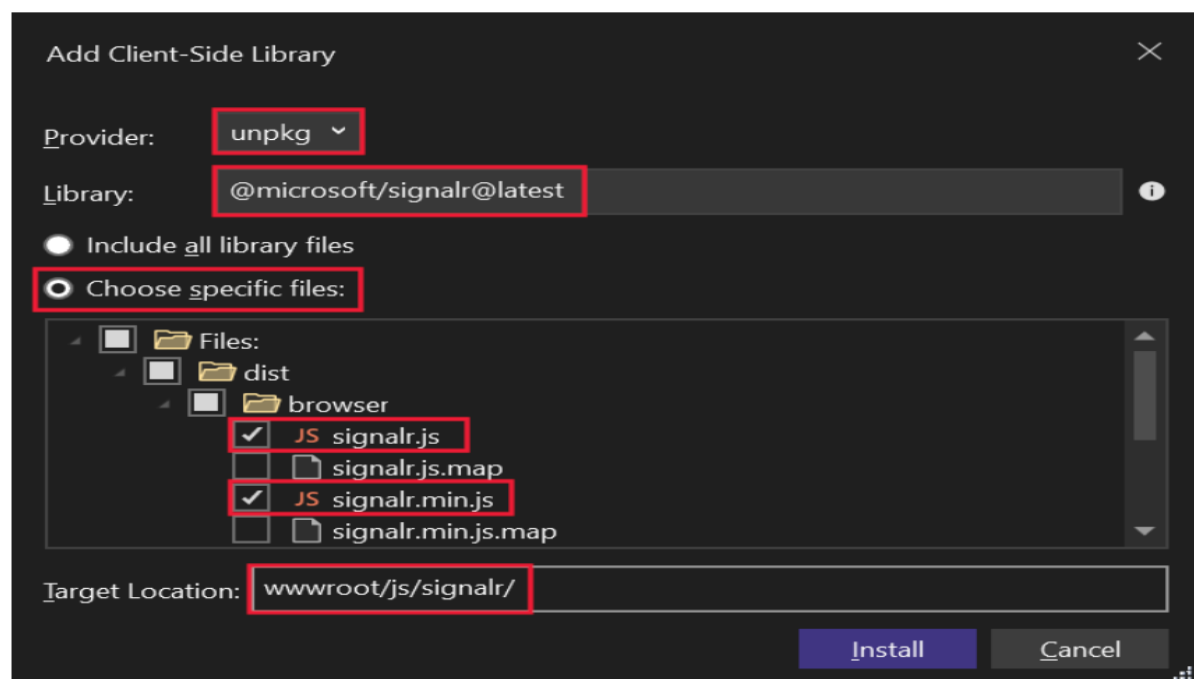 Add Client-Side Library
Provider: unpkg
Library: @microsoft/signalr@latest
Include all library files
Choose specific files:
Files:
dist
browser
JS signalr.js
signalr.js.map
JS signalr.min.js
signalr.min.js.map
Target Location: wwwroot/js/signalr/
Install Cancel